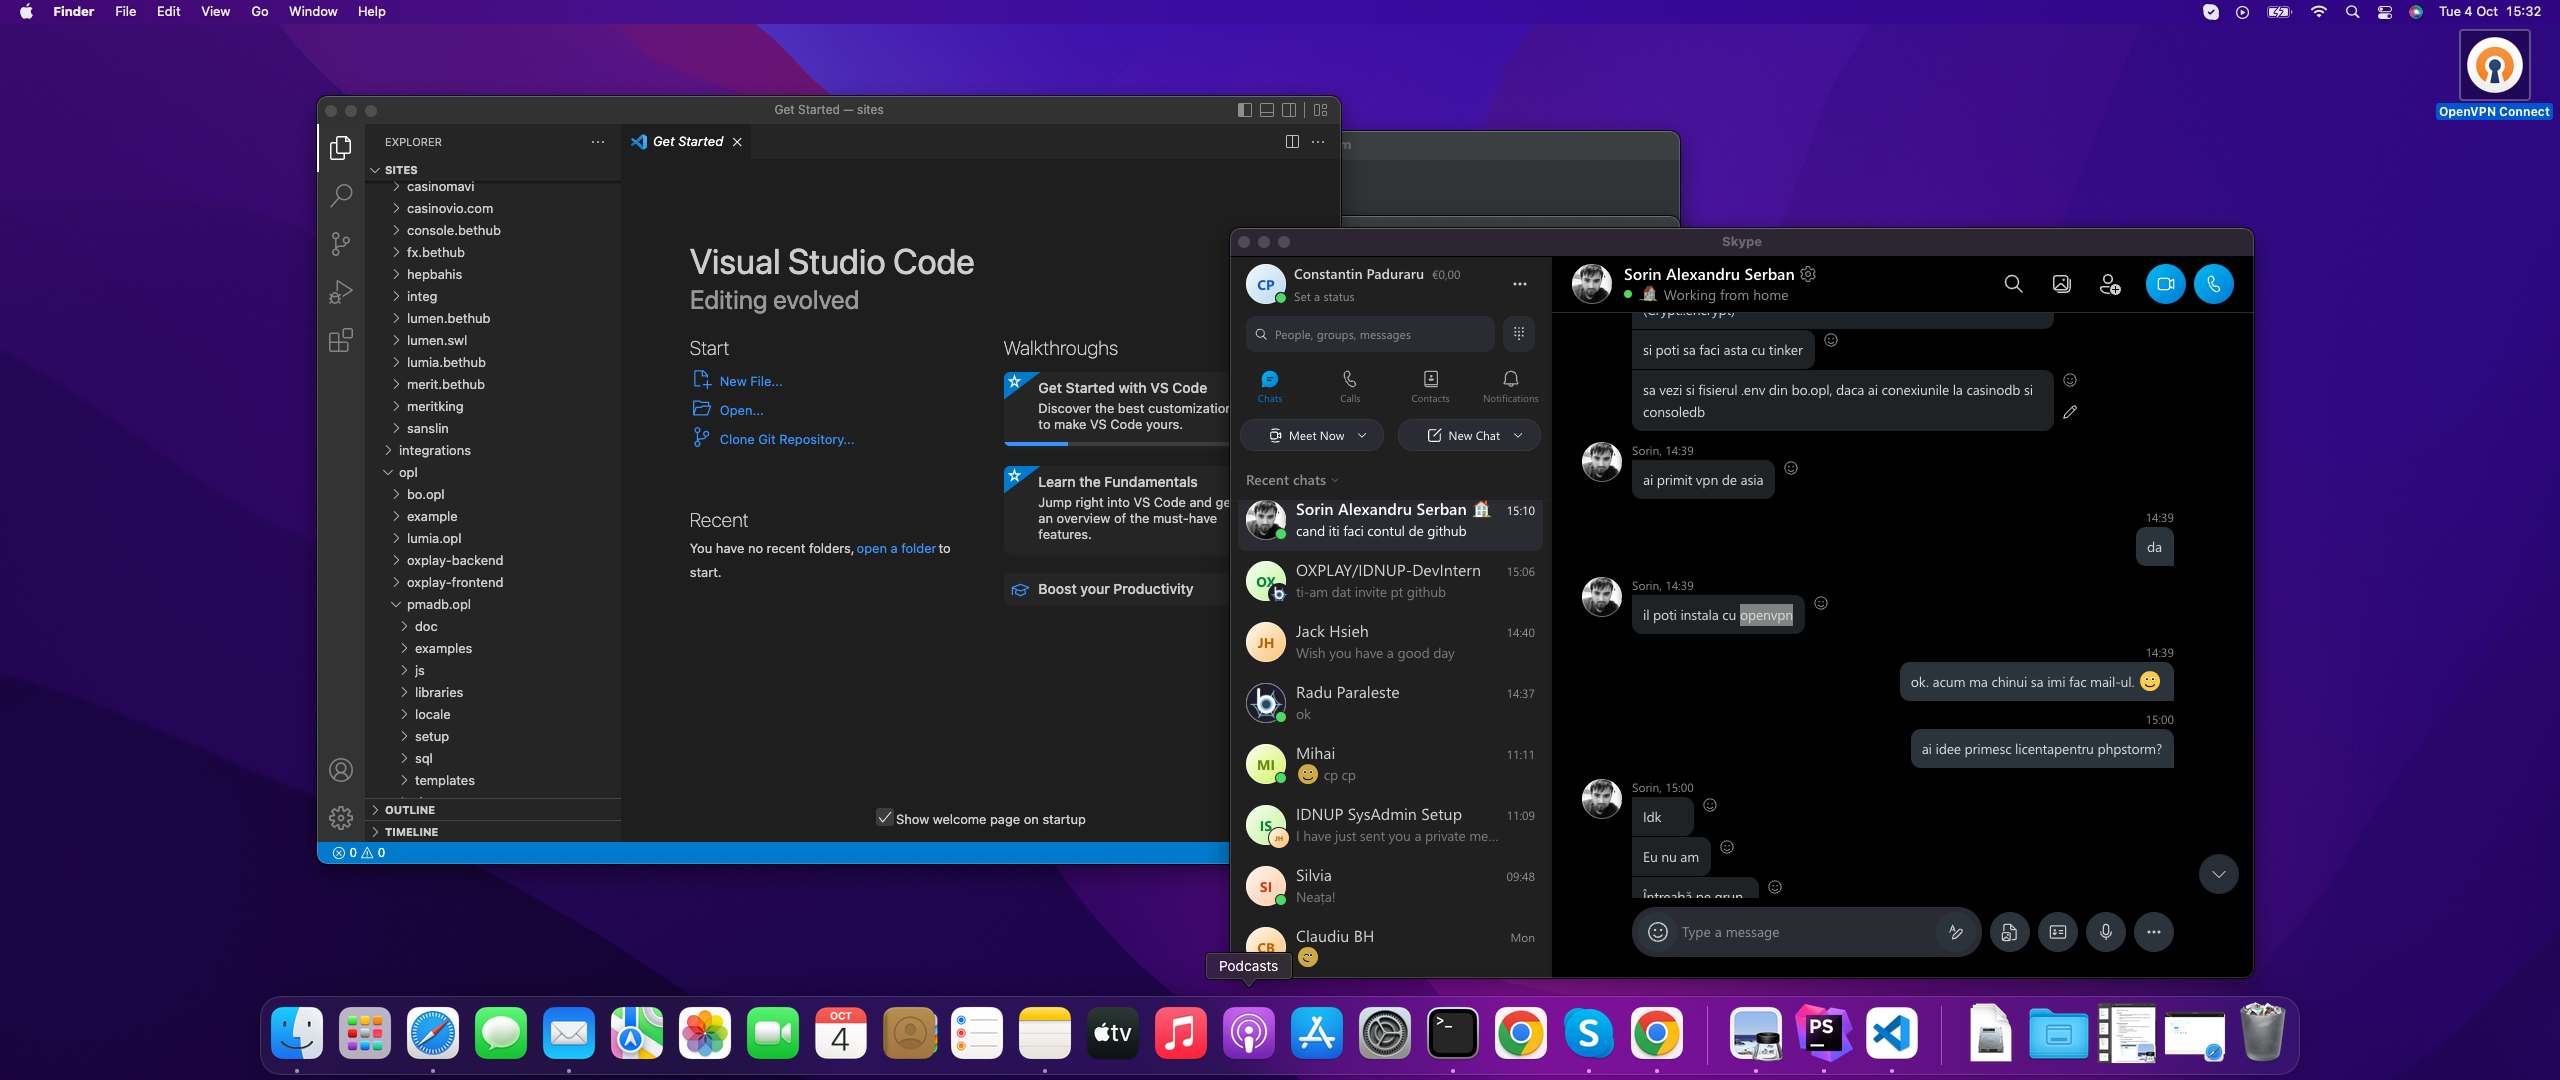 Finder File Edit View Go Window Help
Tue 4 Oct 15:32
OpenVPN Connect
Get Started — sites
EXPLORER
SITES
casinomavi
casinovio.com
console.bethub
fx.bethub
hepbahis
integ
lumen.bethub
lumen.swl
lumia.bethub
merit.bethub
meritking
sanslin
integrations
opl
bo.opl
example
lumia.opl
oxplay-backend
oxplay-frontend
pmadb.opl
doc
examples
js
libraries
locale
setup
sql
templates
OUTLINE
TIMELINE
0 0
Get Started
Visual Studio Code
Editing evolved
Start
New File...
Open...
Clone Git Repository...
Recent
You have no recent folders, open a folder to
start.
Walkthroughs
Get Started with VS Code
Discover the best
to make VS Code yours.
Learn the Fundamentals
Jump right into VS Code and
an overview of the must-have
features.
Boost your Productivity
Show welcome page on startup
m
Skype
CP
Constantin Paduraru €0,00
Set a status
People, groups, messages
Chats
Calls
Contacts
Notifications
Meet Now
New Chat
Recent chats
Sorin Alexandru Serban 15:10
cand iti faci contul de github
OX
OXPLAY/IDNUP-DevIntern 15:06
ti-am dat invite pt github
JH
Jack Hsieh 14:40
Wish you have a good day
Radu Paraleste 14:37
ok
MI
Mihai 11:11
cp cp
IS
JH
IDNUP SysAdmin Setup 11:09
I have just sent you a private me...
SI
Silvia 09:48
Neața!
CB
Claudiu BH Mon
Sorin Alexandru Serban
Working from home
(Crypt::encrypt)
si poti sa faci asta cu tinker
sa vezi si fisierul .env din bo.opl, daca ai conexiunile la casinodb si
consoledb
Sorin, 14:39
ai primit vpn de asia
14:39
da
Sorin, 14:39
il poti instala cu openvpn
14:39
ok. acum ma chinui sa imi fac mail-ul.
15:00
ai idee primesc licentapentru phpstorm?
Sorin, 15:00
Idk
Eu nu am
Întreabă pe grup
Type a message
Podcasts
OCT
4
tv
>_
S
PS